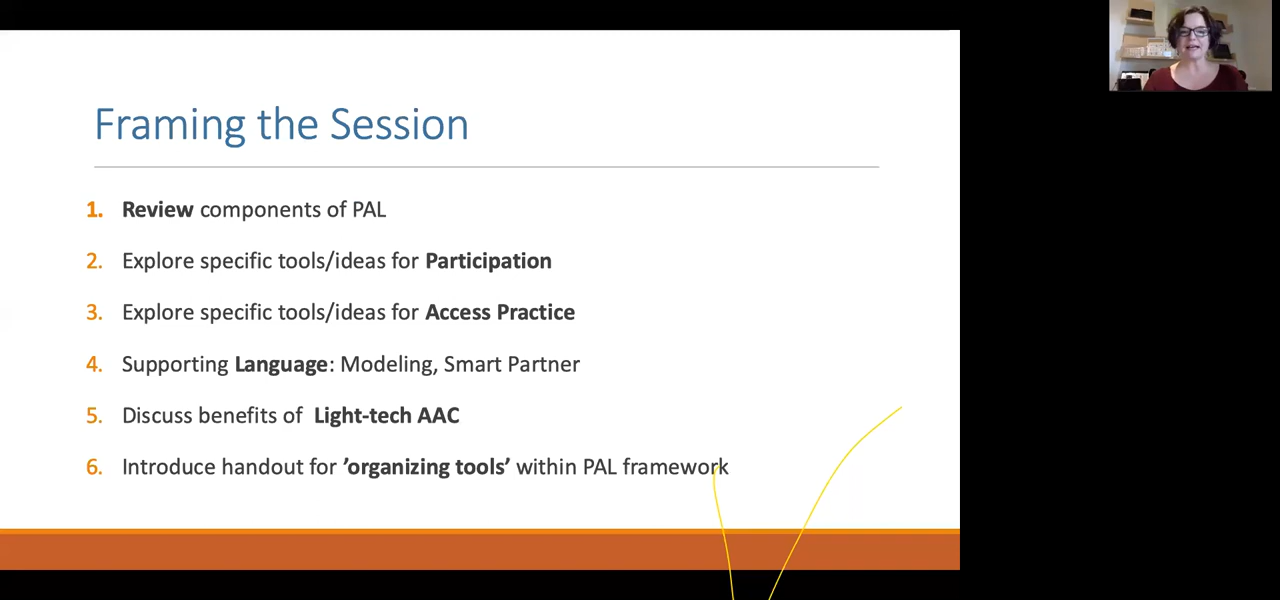 Framing the Session
1. Review components of PAL
2. Explore specific tools/ideas for Participation
3. Explore specific tools/ideas for Access Practice
4. Supporting Language: Modeling, Smart Partner
5. Discuss benefits of Light-tech AAC
6. Introduce handout for ’organizing tools’ within PAL framework